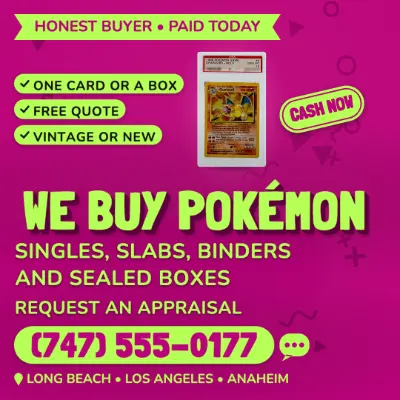 HONEST BUYER • PAID TODAY
ONE CARD OR A BOX
FREE QUOTE
VINTAGE OR NEW
CASH NOW
WE BUY POKÉMON
SINGLES, SLABS, BINDERS
AND SEALED BOXES
REQUEST AN APPRAISAL
(747) 555-0177
LONG BEACH • LOS ANGELES • ANAHEIM